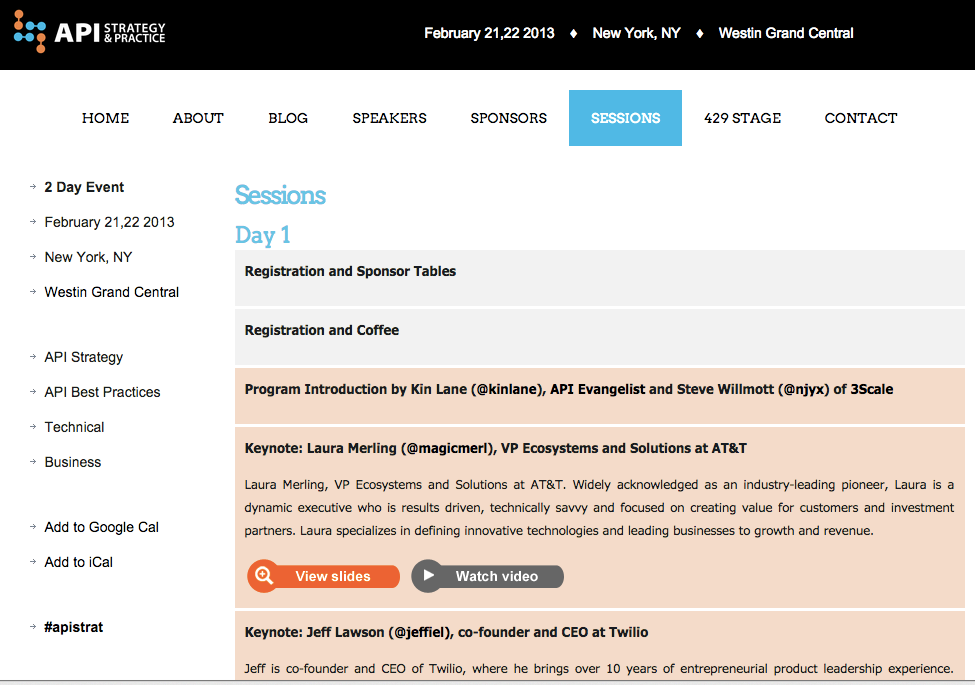 API STRATEGY
& PRACTICE
February 21,22 2013 ♦ New York, NY ♦ Westin Grand Central
HOME ABOUT BLOG SPEAKERS SPONSORS SESSIONS 429 STAGE CONTACT
2 Day Event
February 21,22 2013
New York, NY
Westin Grand Central
API Strategy
API Best Practices
Technical
Business
Add to Google Cal
Add to iCal
#apistrat
Sessions
Day 1
Registration and Sponsor Tables
Registration and Coffee
Program Introduction by Kin Lane (@kinlane), API Evangelist and Steve Willmott (@njyx) of 3Scale
Keynote: Laura Merling (@magicmerl), VP Ecosystems and Solutions at AT&T
Laura Merling, VP Ecosystems and Solutions at AT&T. Widely acknowledged as an industry-leading pioneer, Laura is a
dynamic executive who is results driven, technically savvy and focused on creating value for customers and investment
partners. Laura specializes in defining innovative technologies and leading businesses to growth and revenue.
View slides Watch video
Keynote: Jeff Lawson (@jeffiel), co-founder and CEO at Twilio
Jeff is co-founder and CEO of Twilio, where he brings over 10 years of entrepreneurial product leadership experience.